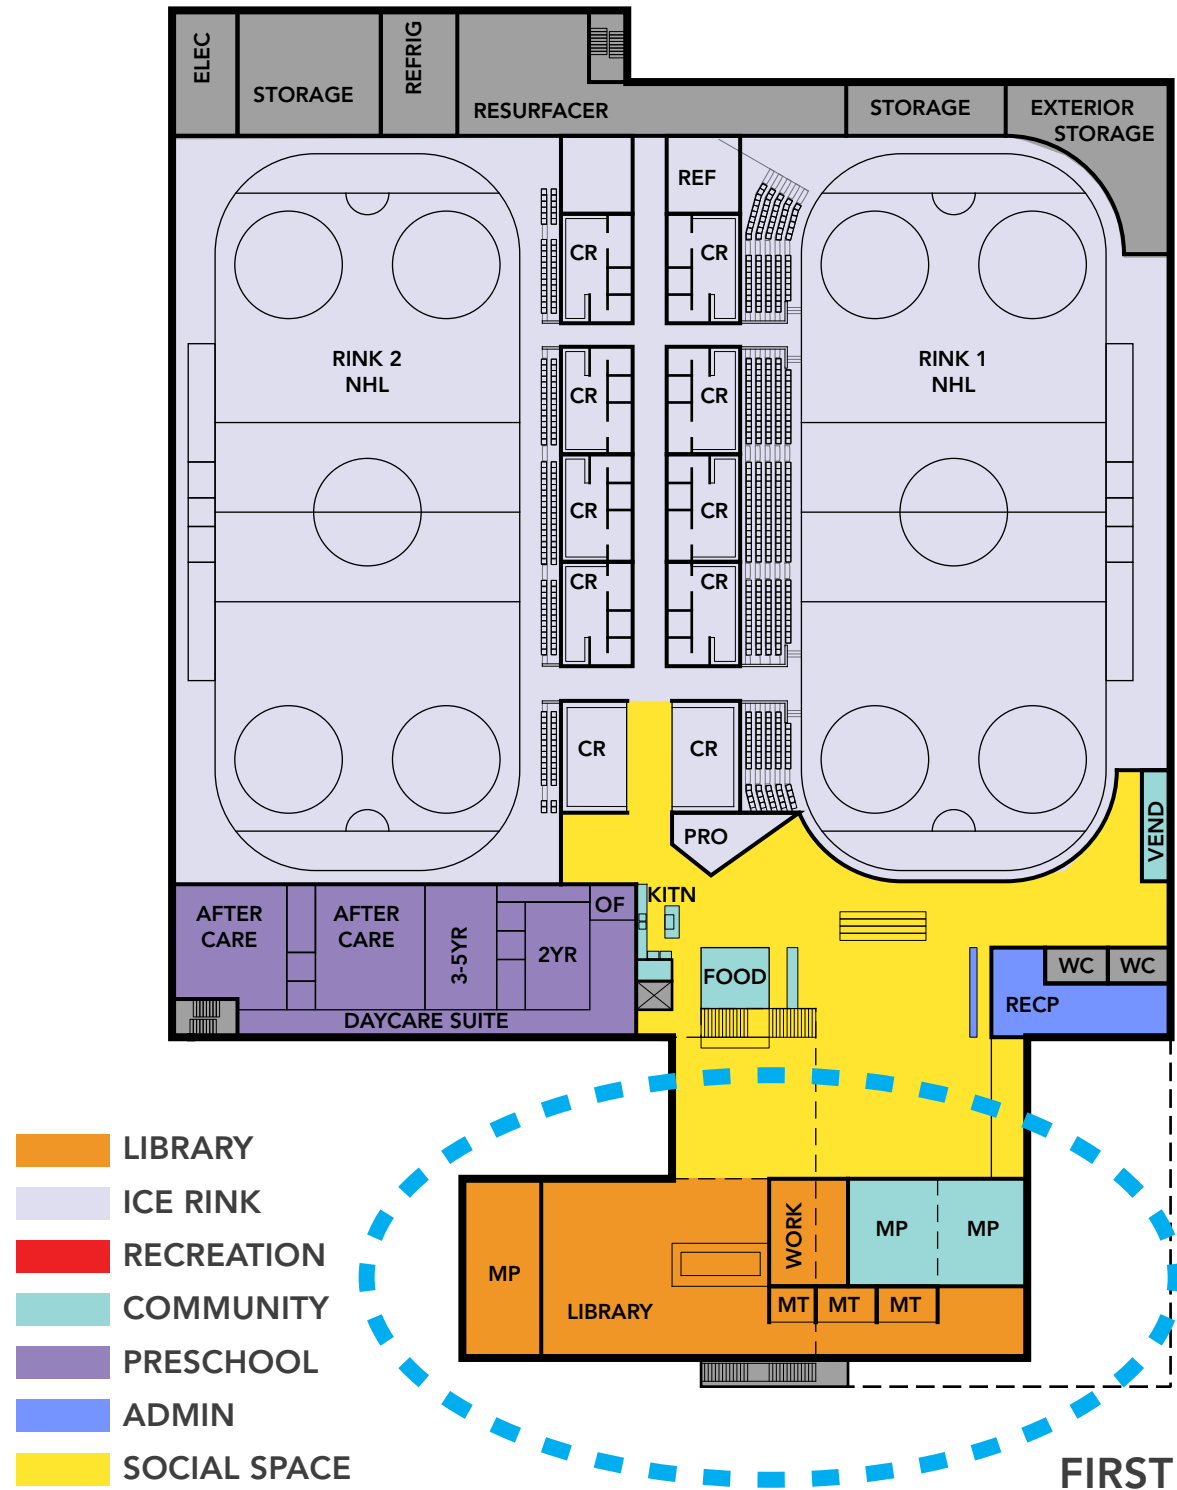 ELEC
STORAGE
REFRIG
RESURFACER
STORAGE
EXTERIOR
STORAGE
REF
CR
CR
RINK 2
NHL
RINK 1
NHL
CR
CR
CR
CR
CR
CR
CR
CR
PRO
VEND
AFTER
CARE
AFTER
CARE
3-5YR
2YR
OF
KITN
FOOD
WC
WC
RECP
DAYCARE SUITE
LIBRARY
ICE RINK
RECREATION
COMMUNITY
PRESCHOOL
ADMIN
SOCIAL SPACE
MP
LIBRARY
WORK
MP
MP
MT
MT
MT
FIRST